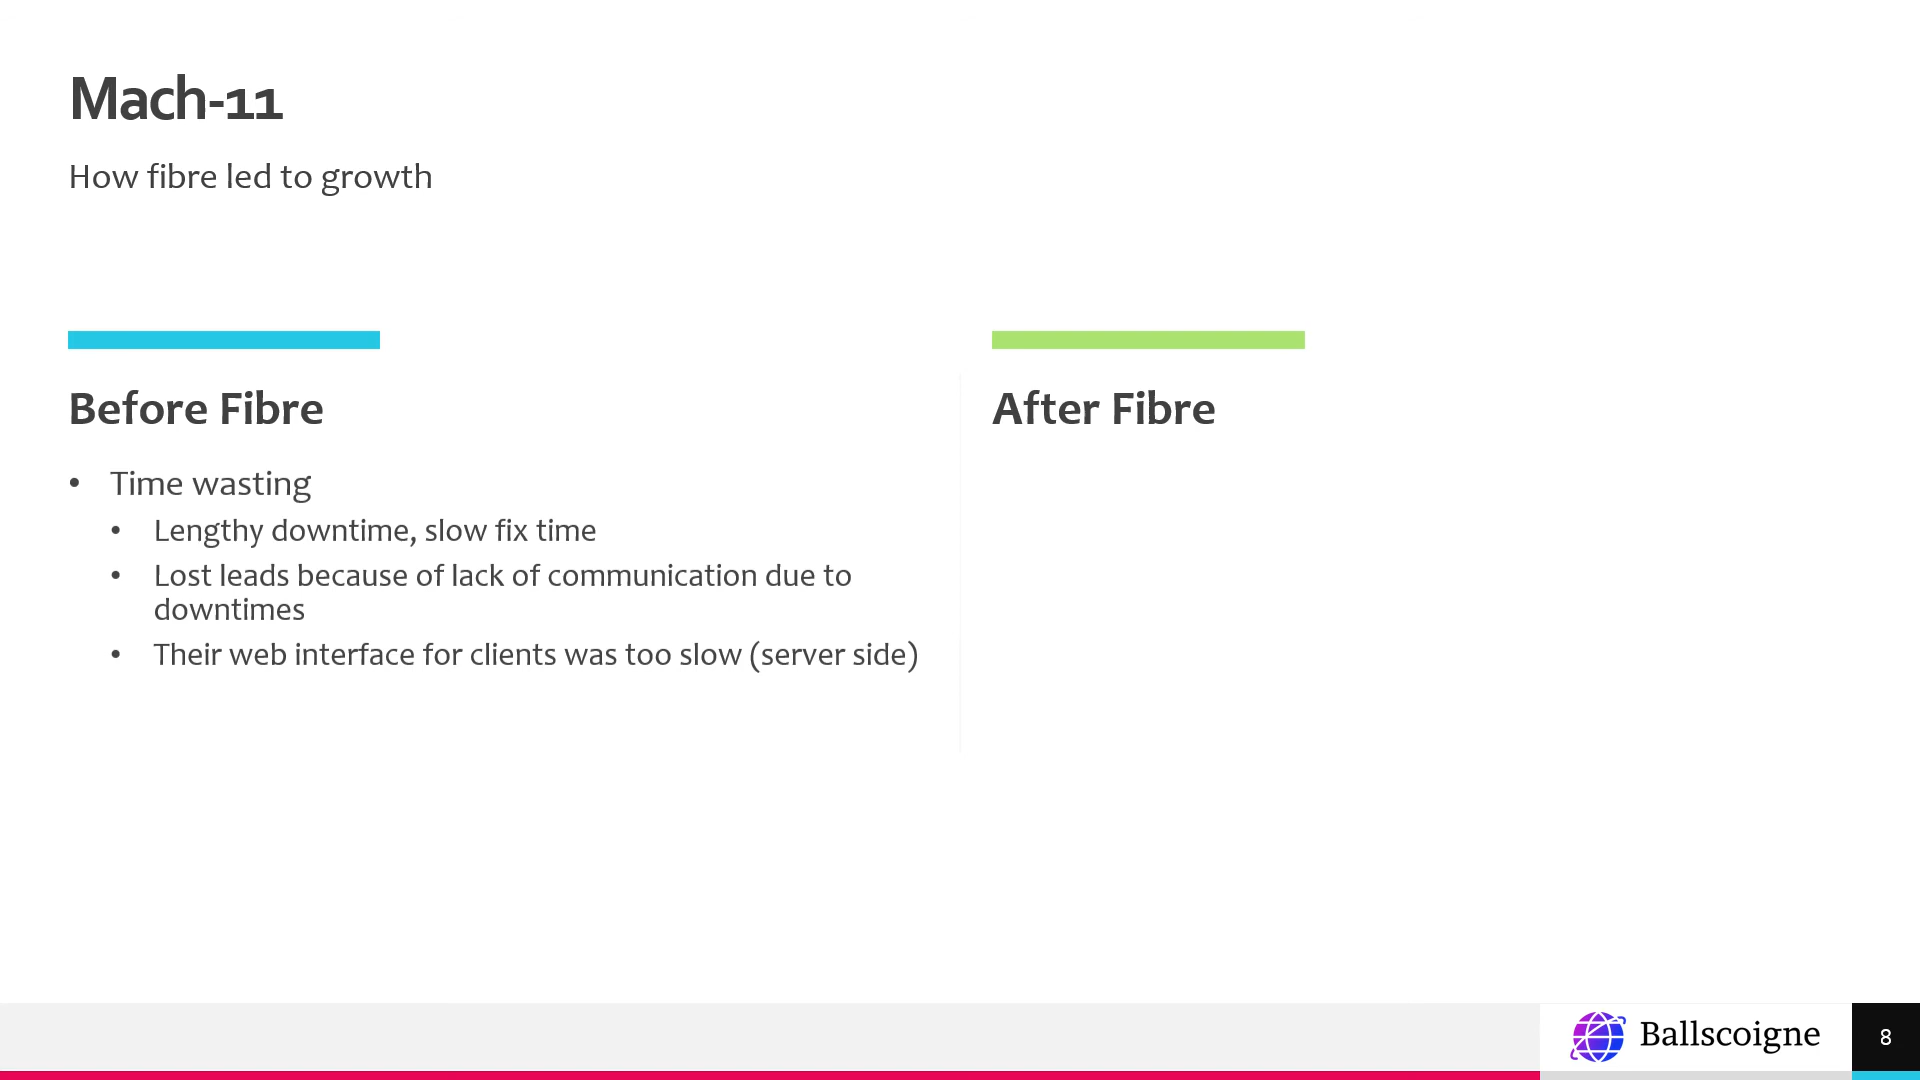 Mach-11
How fibre led to growth
Before Fibre
• Time wasting
• Lengthy downtime, slow fix time
• Lost leads because of lack of communication due to
downtimes
• Their web interface for clients was too slow (server side)
After Fibre
Ballscoigne
8